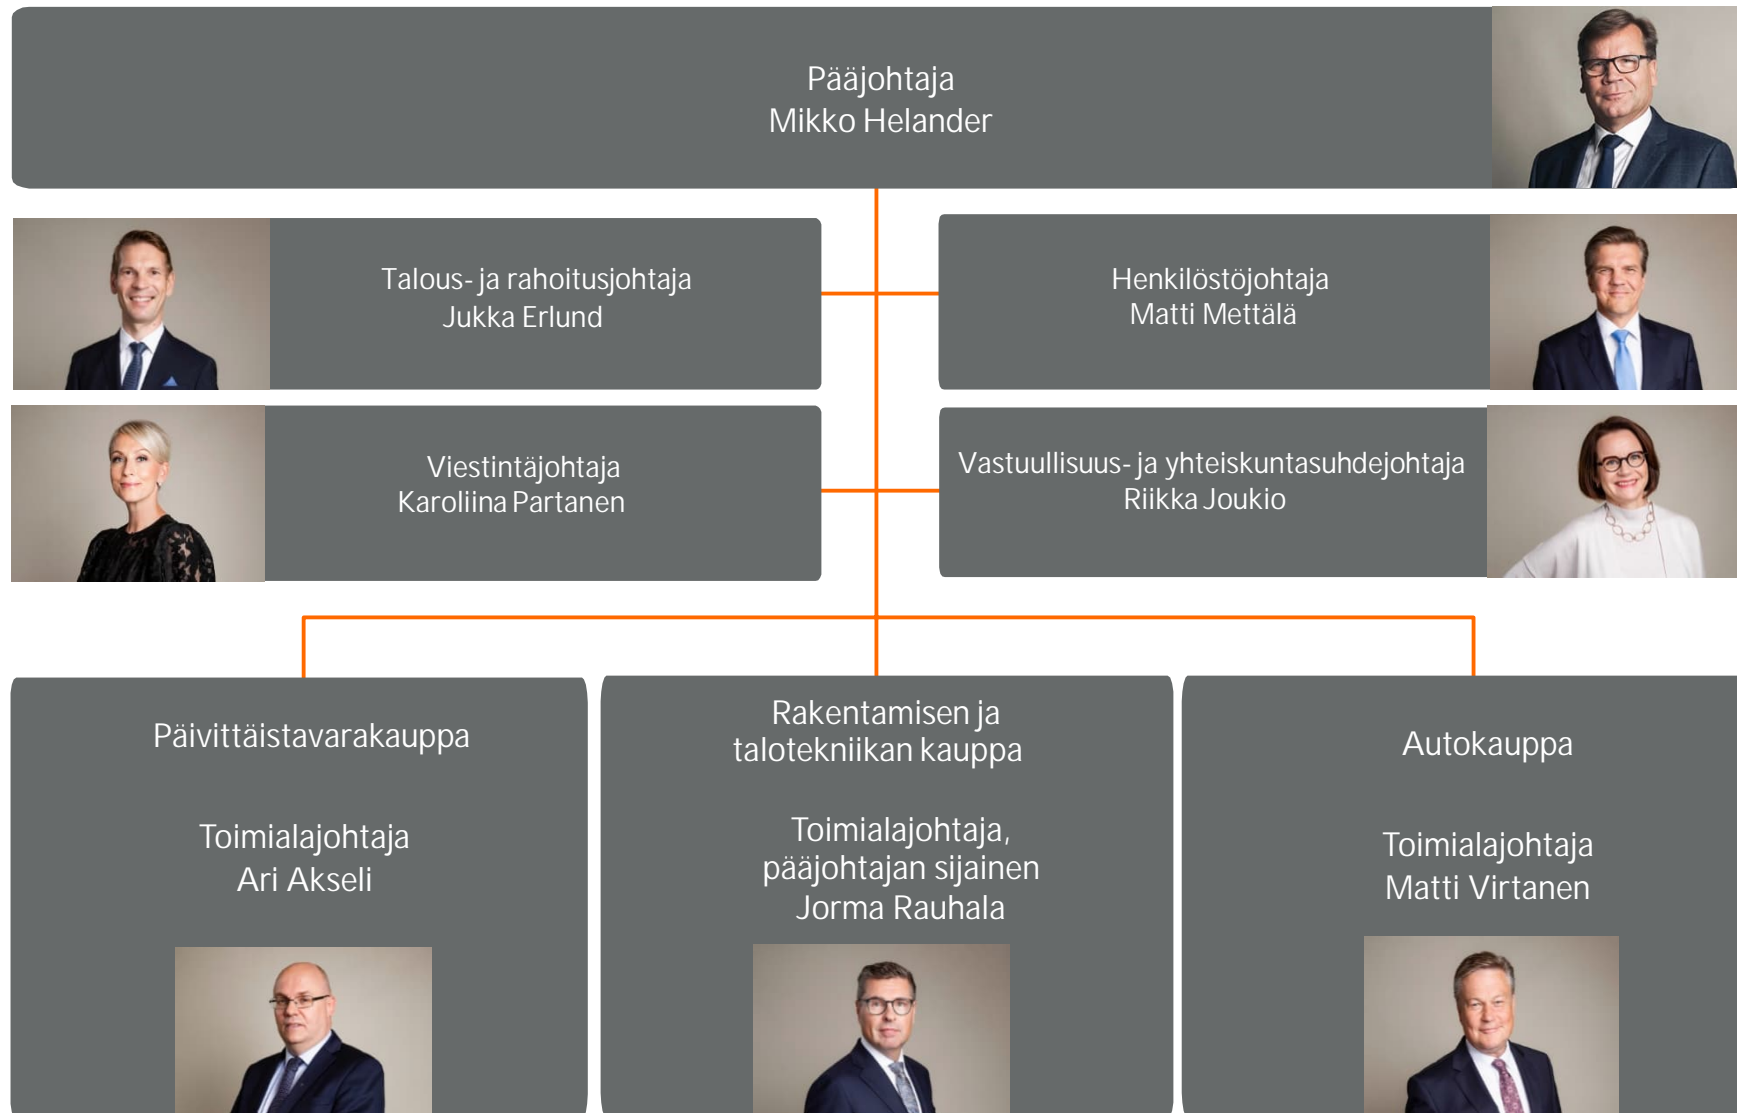 Pääjohtaja
Mikko Helander
Talous- ja rahoitusjohtaja
Jukka Erlund
Henkilöstöjohtaja
Matti Mettälä
Viestintäjohtaja
Karoliina Partanen
Vastuullisuus- ja yhteiskuntasuhdejohtaja
Riikka Joukio
Päivittäistavarakauppa
Toimialajohtaja
Ari Akseli
Rakentamisen ja
talotekniikan kauppa
Toimialajohtaja,
pääjohtajan sijainen
Jorma Rauhala
Autokauppa
Toimialajohtaja
Matti Virtanen